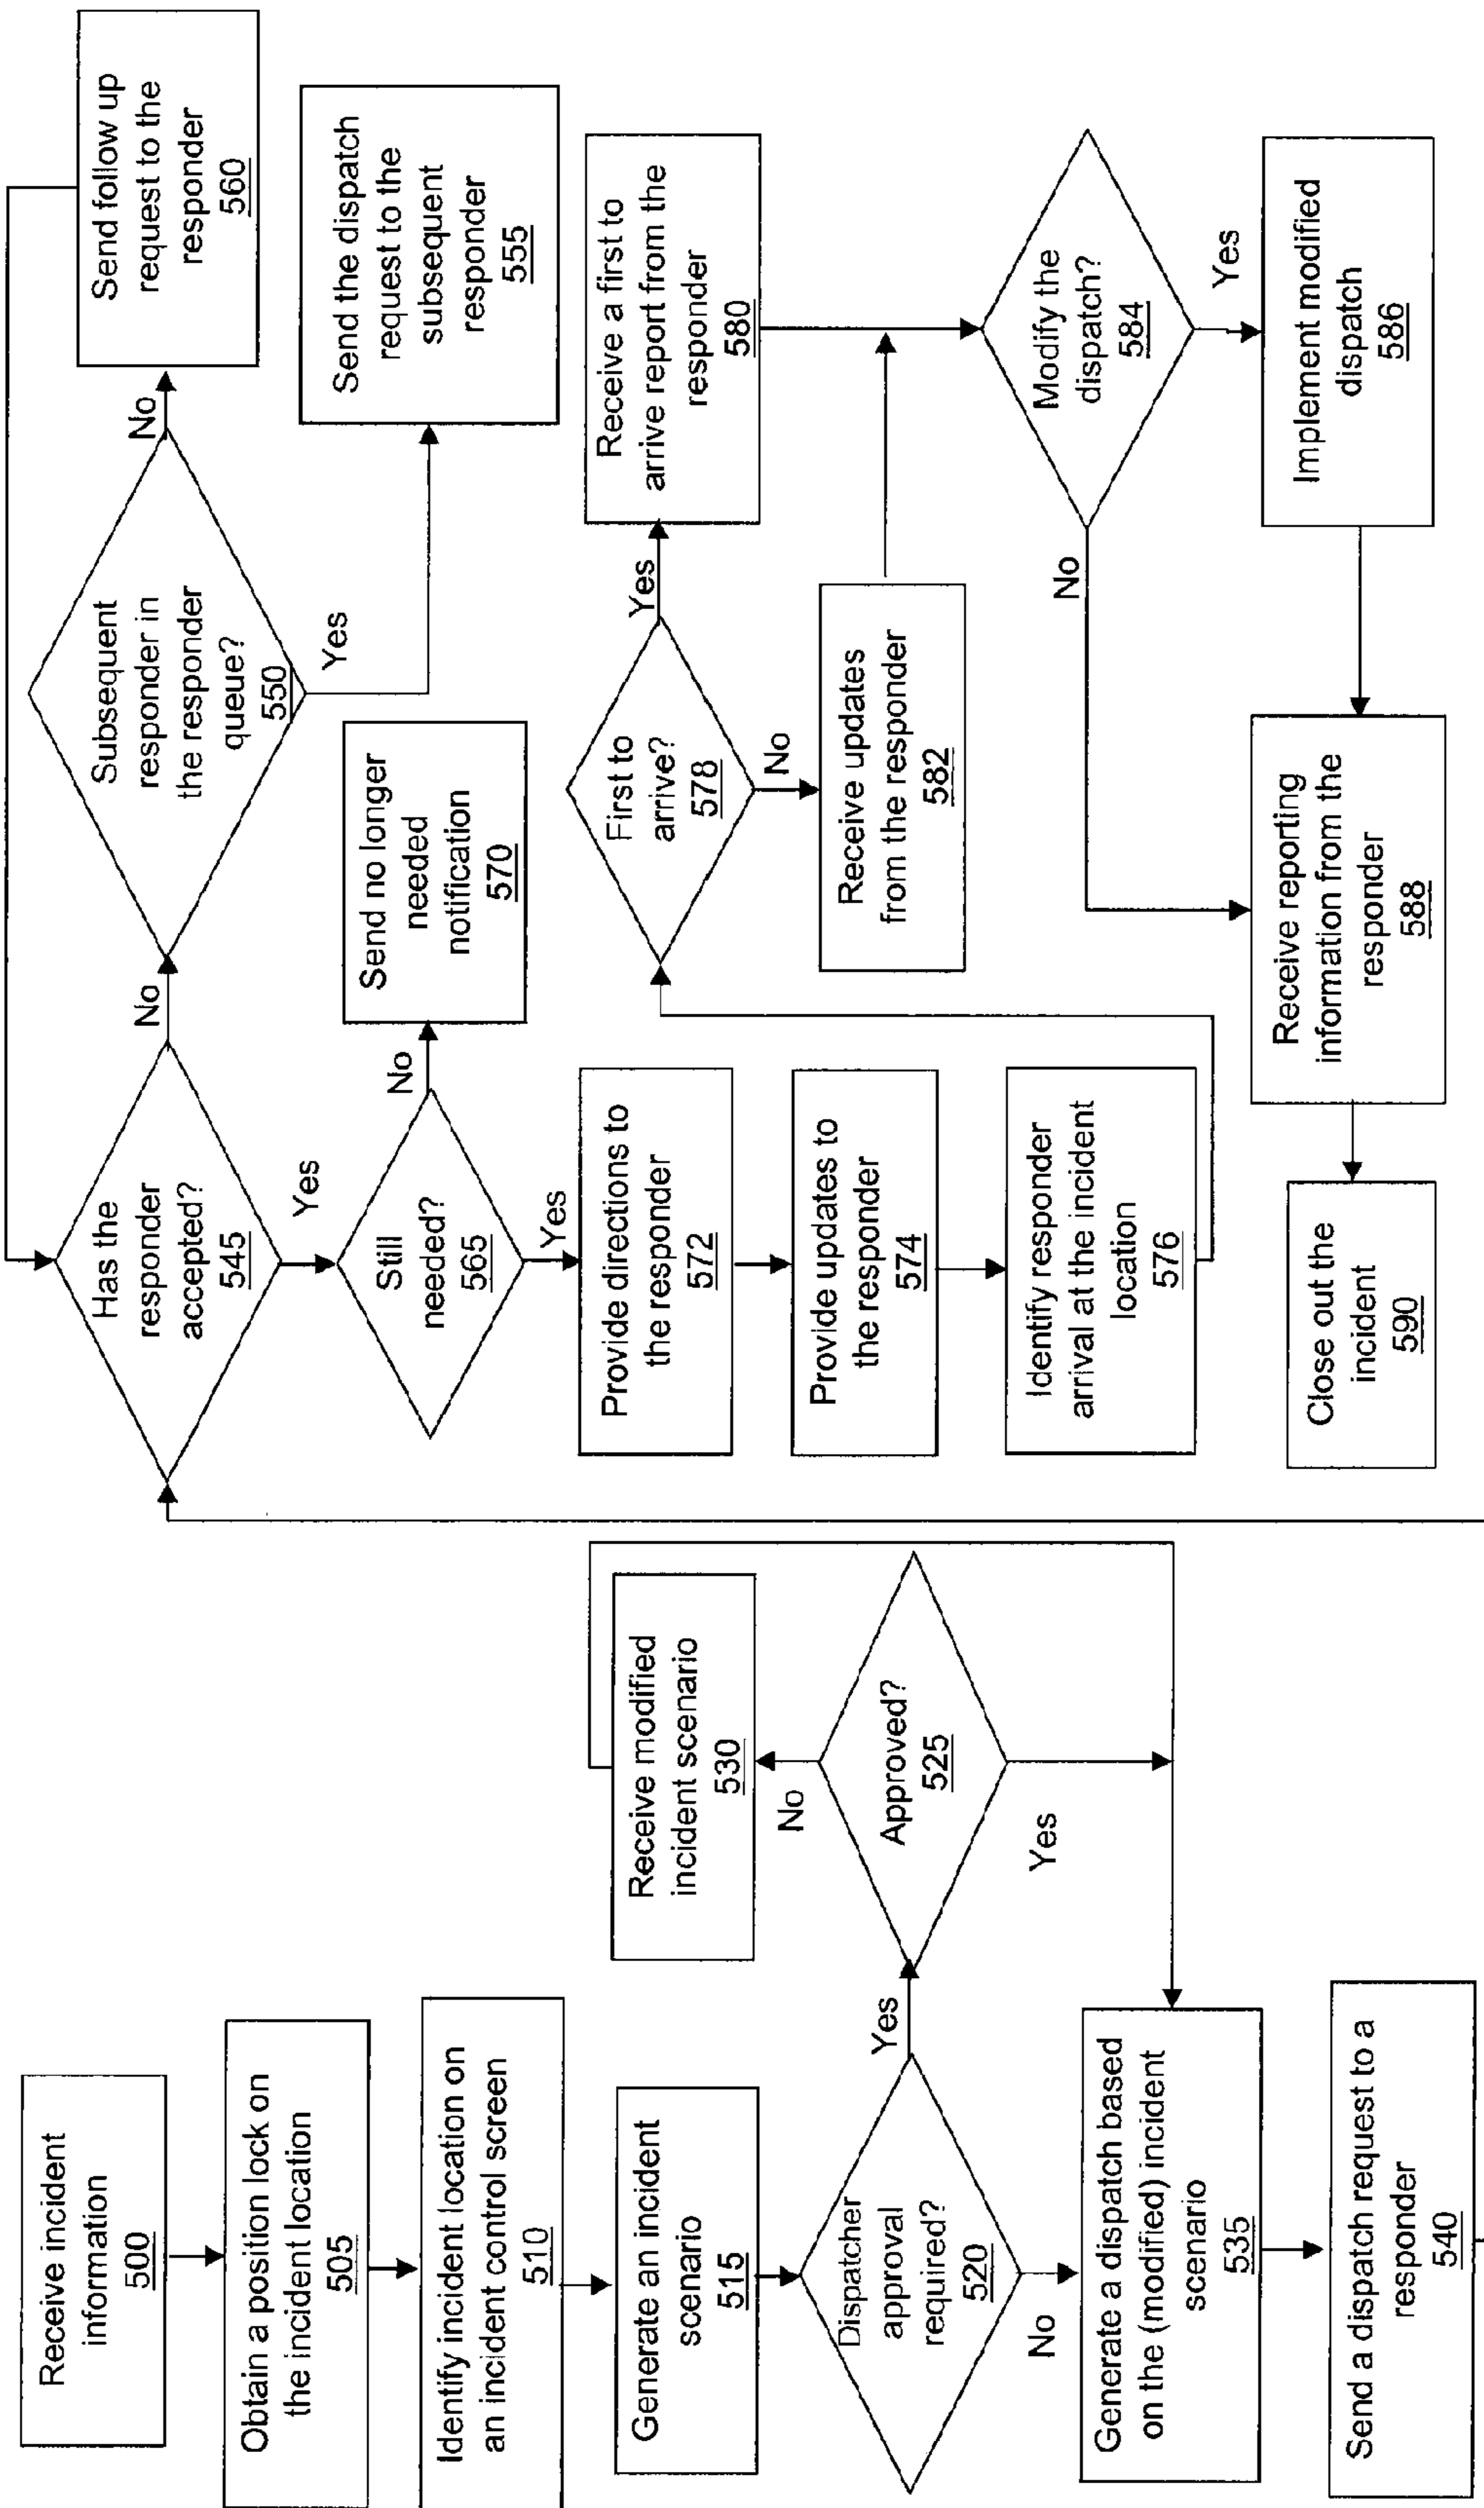 Receive incident
information
500
Obtain a position lock on
the incident location
505
Identify incident location on
an incident control screen
510
Generate an incident
scenario
515
Dispatcher
approval
required?
520
Yes
No
Approved?
525
No
Yes
Receive modified
incident scenario
530
Generate a dispatch based
on the (modified) incident
scenario
535
Send a dispatch request to a
responder
540
Has the
responder
accepted?
545
No
Yes
Subsequent
responder in
the responder
queue?
550
No
Yes
Send follow up
request to the
responder
560
Send the dispatch
request to the
subsequent
responder
555
Still
needed?
565
No
Yes
Send no longer
needed
notification
570
Provide directions to
the responder
572
Provide updates to
the responder
574
Identify responder
arrival at the incident
location
576
First to
arrive?
578
Yes
No
Receive a first to
arrive report from the
responder
580
Receive updates
from the responder
582
Modify the
dispatch?
584
No
Yes
Implement modified
dispatch
586
Receive reporting
information from the
responder
588
Close out the
incident
590